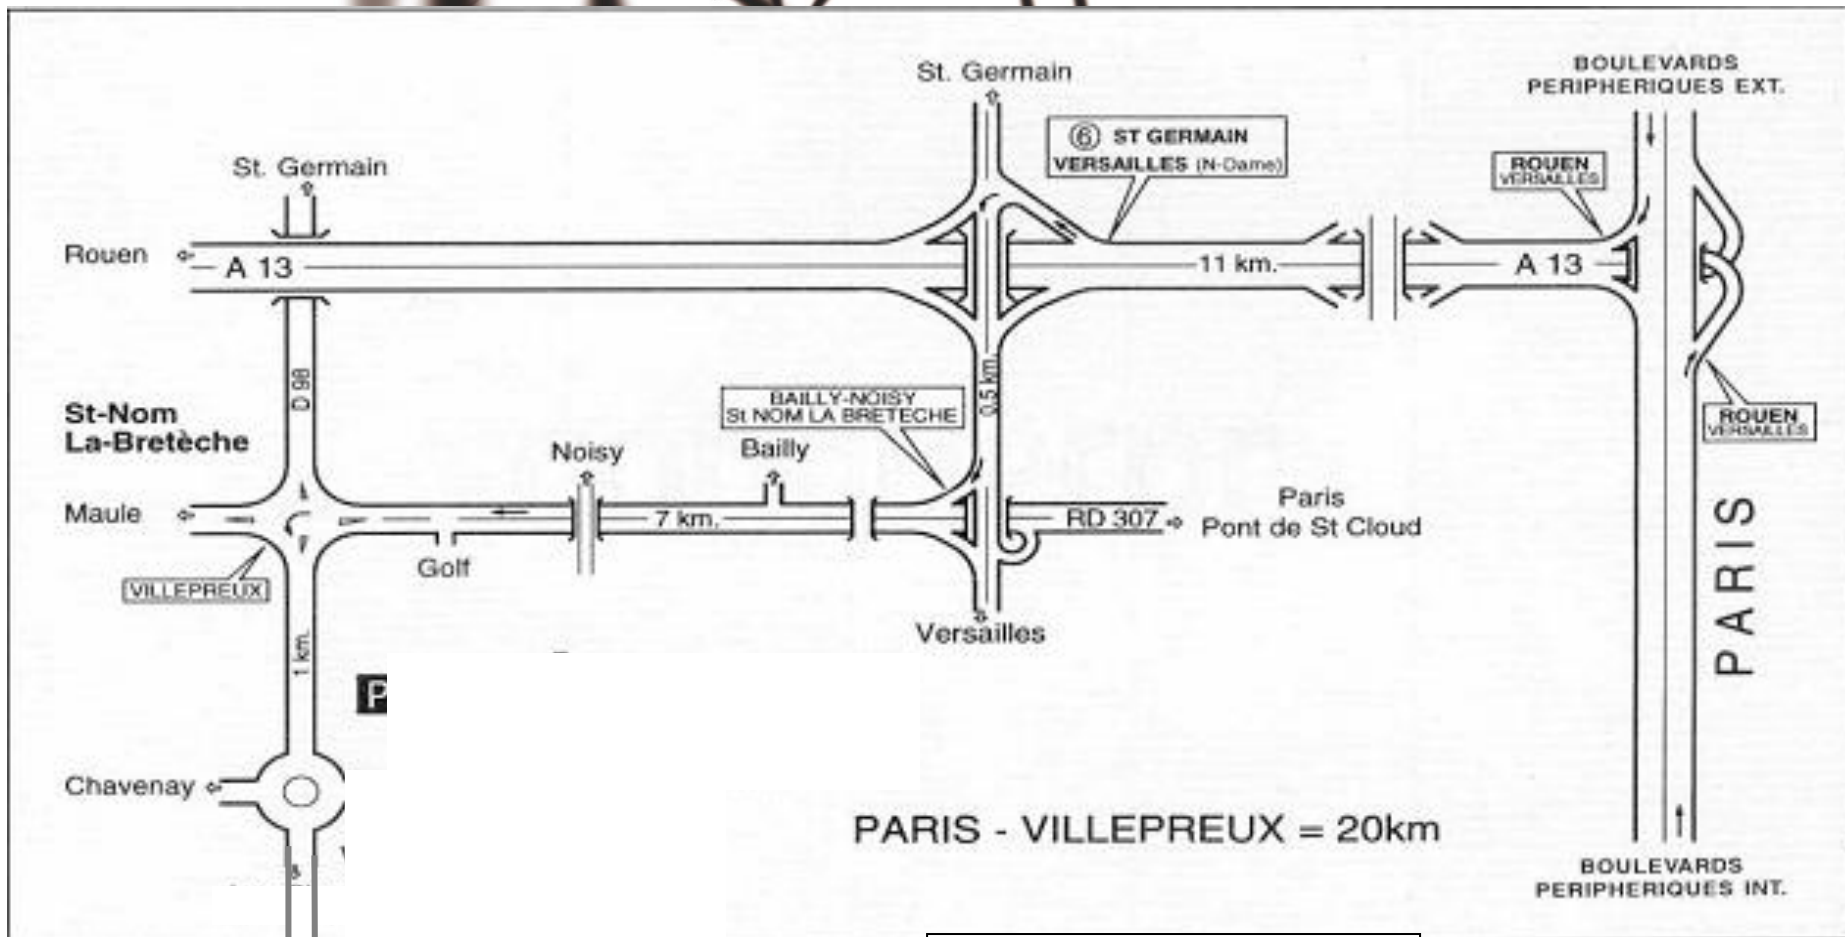 BOULEVARDS
PERIPHERIQUES EXT.
St. Germain
⑥ ST GERMAIN
VERSAILLES (N-Dame)
ROUEN
VERSAILLES
St. Germain
Rouen
A 13
11 km.
A 13
D 98
0,5 km.
BAILLY-NOISY
St NOM LA BRETECHE
ROUEN
VERSAILLES
St-Nom
La-Bretèche
Noisy
Bailly
Maule
7 km.
RD 307
Paris
Pont de St Cloud
Golf
VILLEPREUX
Versailles
PARIS
1 km.
P
Chavenay
PARIS - VILLEPREUX = 20km
BOULEVARDS
PERIPHERIQUES INT.